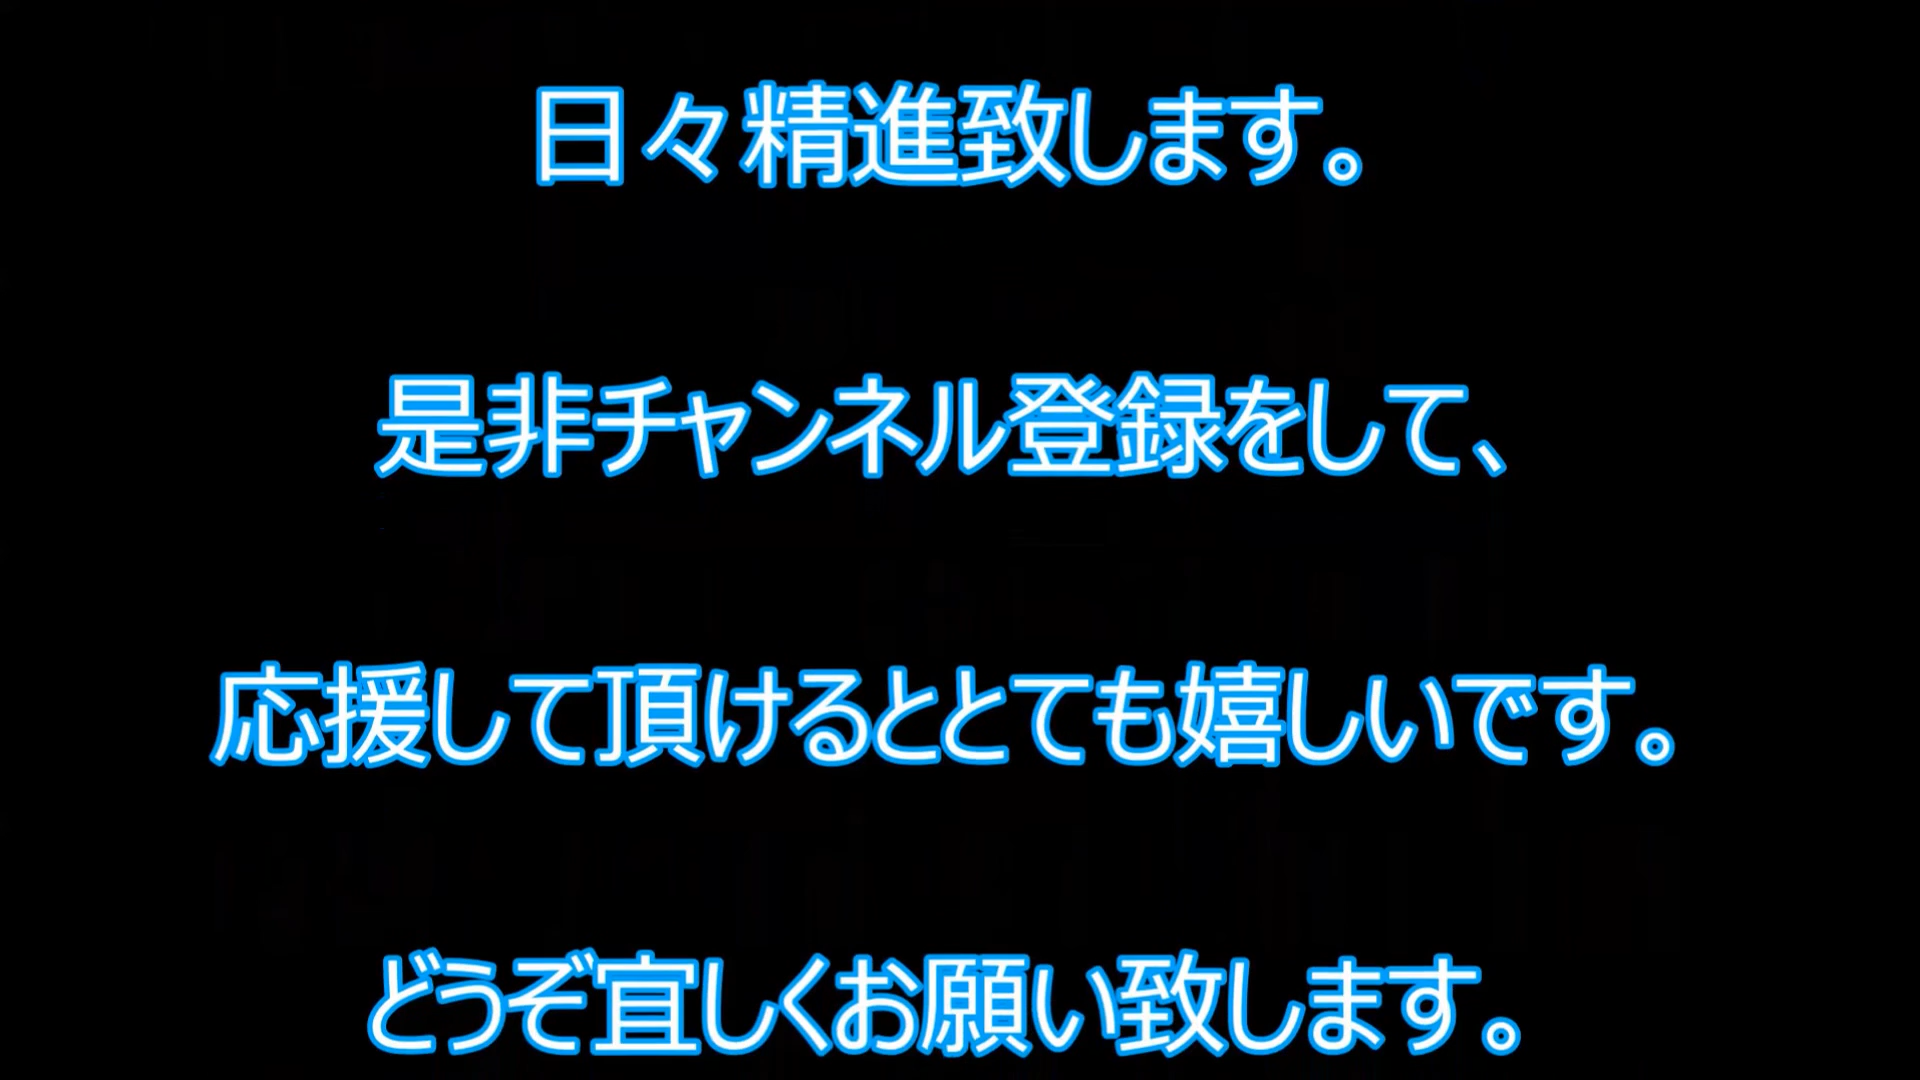 日々精進致します。
是非チャンネル登録をして、
応援して頂けるととても嬉しいです。
どうぞ宜しくお願い致します。